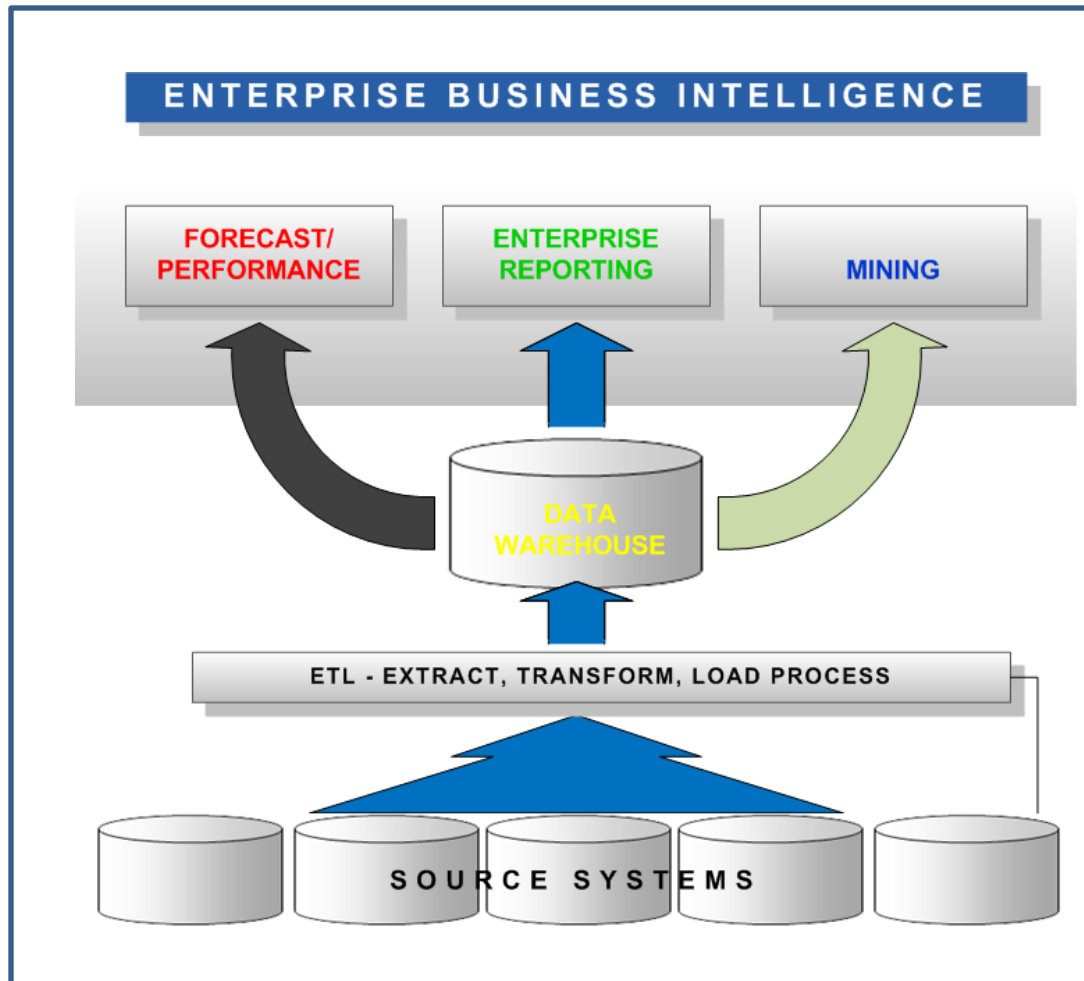 ENTERPRISE BUSINESS INTELLIGENCE
FORECAST/
PERFORMANCE
ENTERPRISE
REPORTING
MINING
DATA
WAREHOUSE
ETL - EXTRACT, TRANSFORM, LOAD PROCESS
SOURCE SYSTEMS